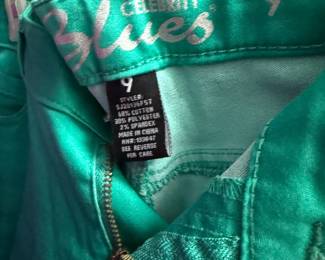 CELEBRITY
Blues
9
STYLE#:
68% COTTON
30% POLYESTER
2% SPANDEX
MADE IN CHINA
SEE REVERSE
FOR CARE